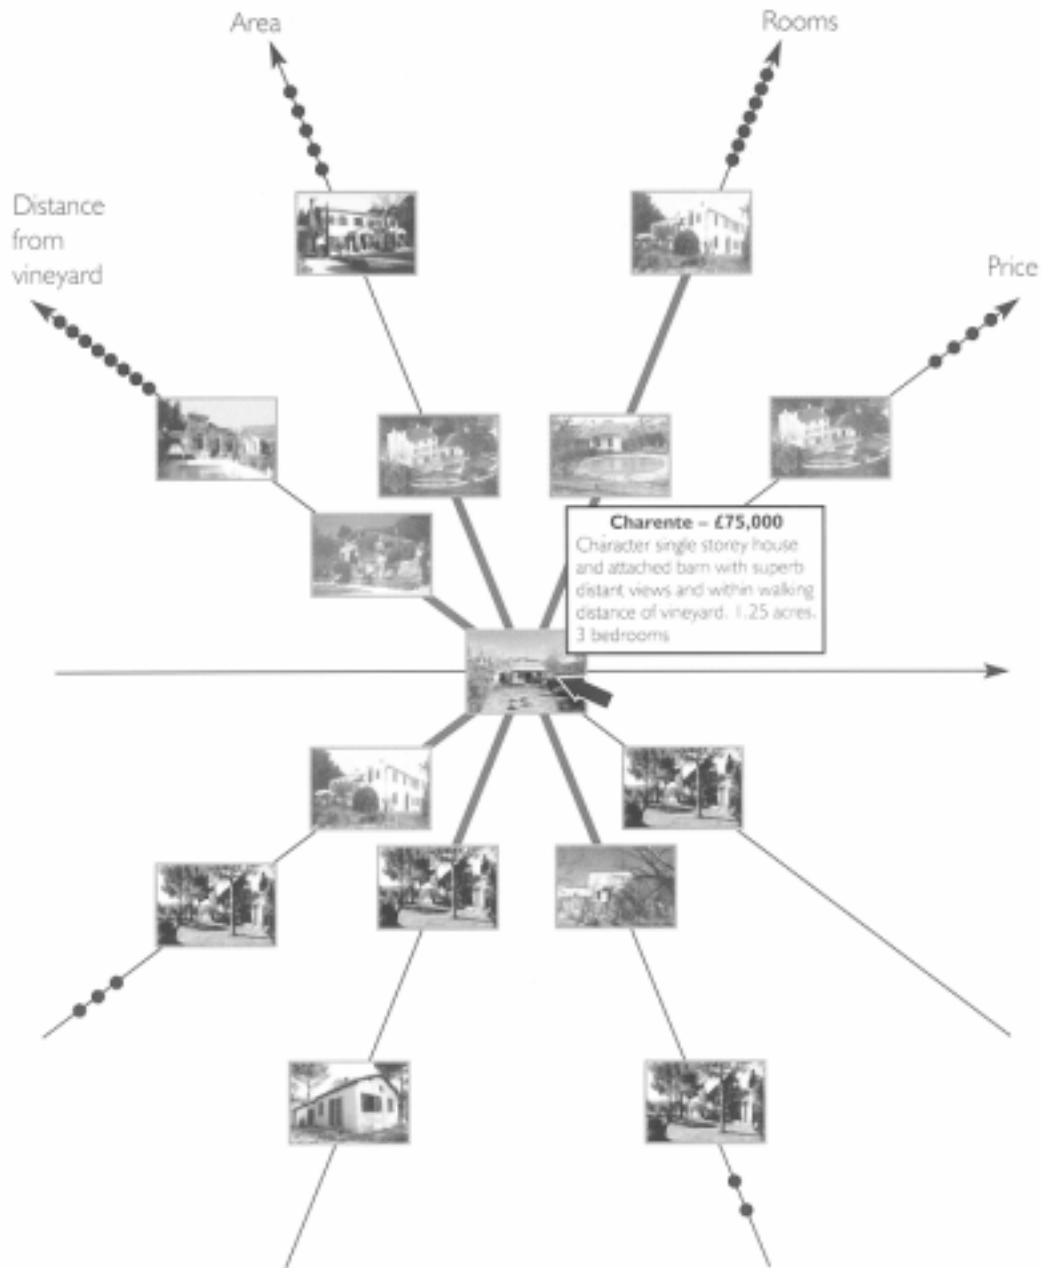 Area
Rooms
Distance
from
vineyard
Price
Charente – £75,000
Character single storey house
and attached barn with superb
distant views and within walking
distance of vineyard. 1.25 acres.
3 bedrooms